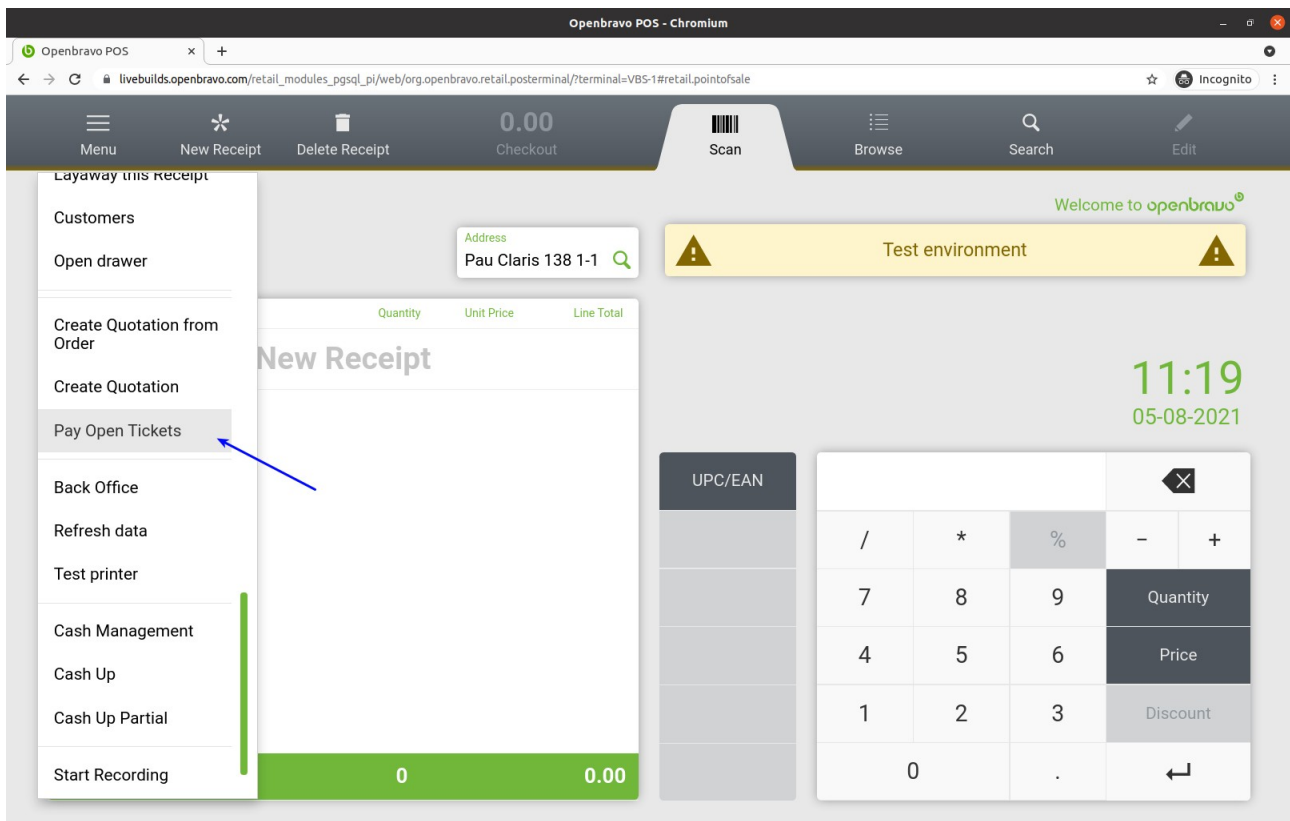 Openbravo POS - Chromium
Openbravo POS
livebuilds.openbravo.com/retail_modules_pgsql_pi/web/org.openbravo.retail.posterminal/?terminal=VBS-1#retail.pointofsale
Incognito
Menu
New Receipt
Delete Receipt
0.00
Checkout
Scan
Browse
Search
Edit
Layaway this Receipt
Customers
Open drawer
Create Quotation from
Order
Create Quotation
Pay Open Tickets
Back Office
Refresh data
Test printer
Cash Management
Cash Up
Cash Up Partial
Start Recording
Address
Pau Claris 138 1-1
Quantity Unit Price Line Total
New Receipt
0 0.00
Welcome to openbravo
Test environment
11:19
05-08-2021
UPC/EAN
/ * % - +
7 8 9 Quantity
4 5 6 Price
1 2 3 Discount
0 .